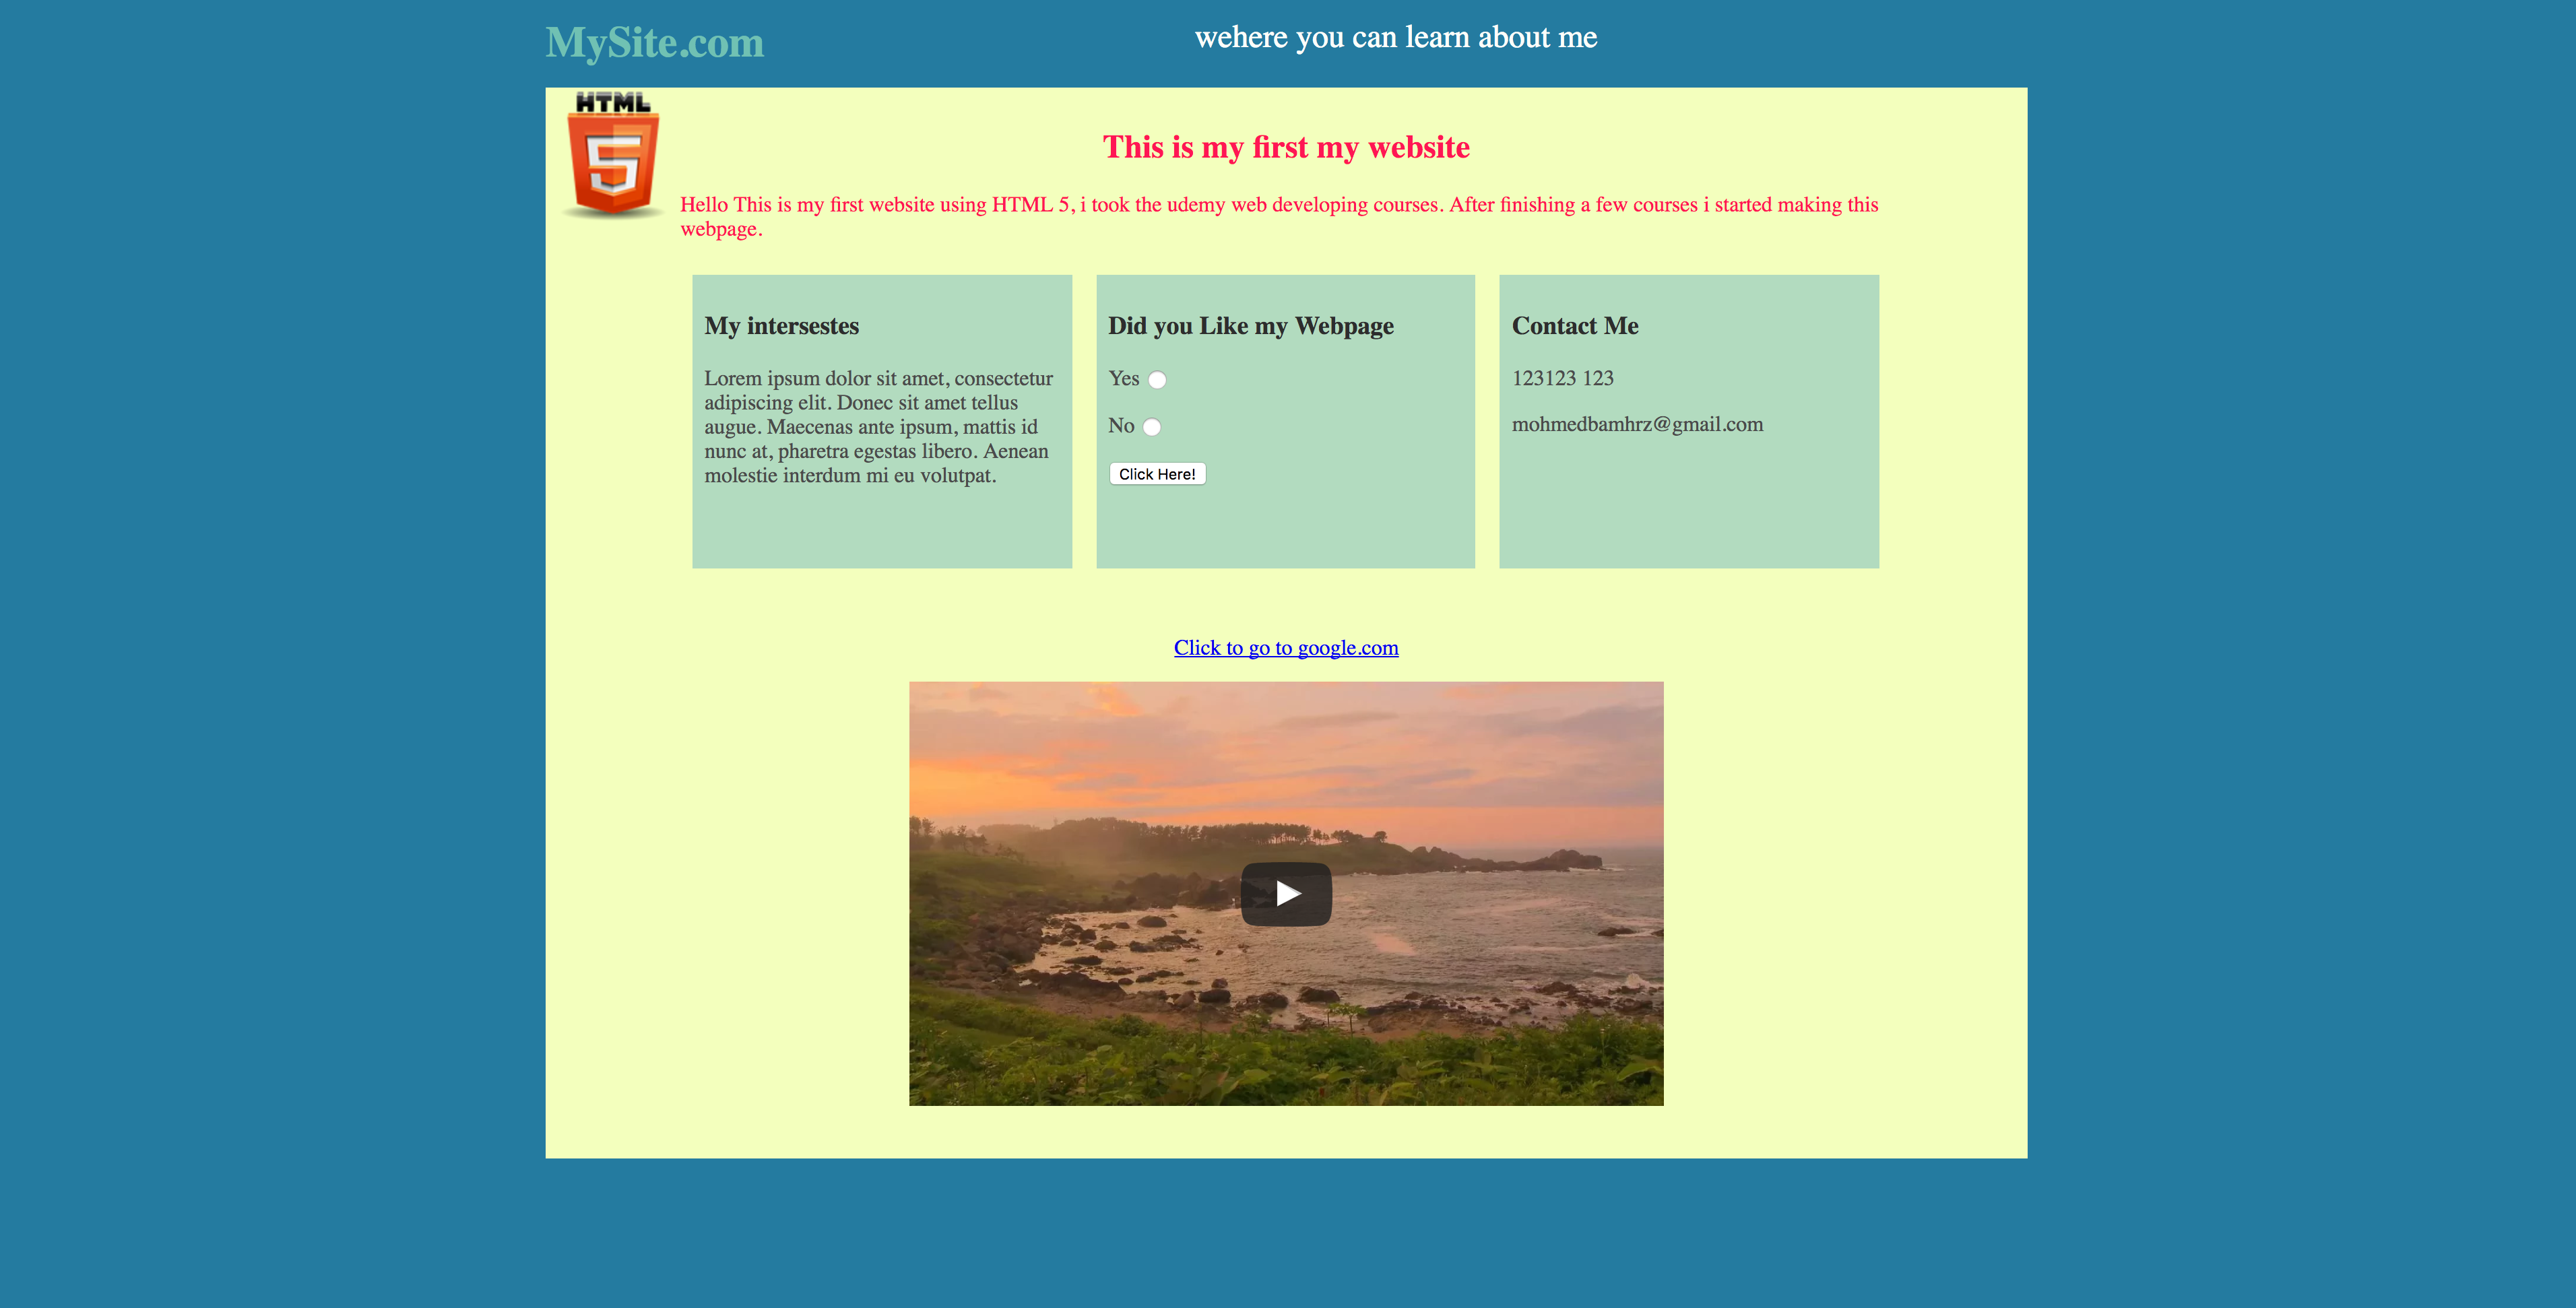 MySite.com
wehere you can learn about me
HTML
5
This is my first my website
Hello This is my first website using HTML 5, i took the udemy web developing courses. After finishing a few courses i started making this
webpage.
My intersestes
Lorem ipsum dolor sit amet, consectetur
adipiscing elit. Donec sit amet tellus
augue. Maecenas ante ipsum, mattis id
nunc at, pharetra egestas libero. Aenean
molestie interdum mi eu volutpat.
Did you Like my Webpage
Yes
No
Click Here!
Contact Me
123123 123
mohmedbamhrz@gmail.com
Click to go to google.com